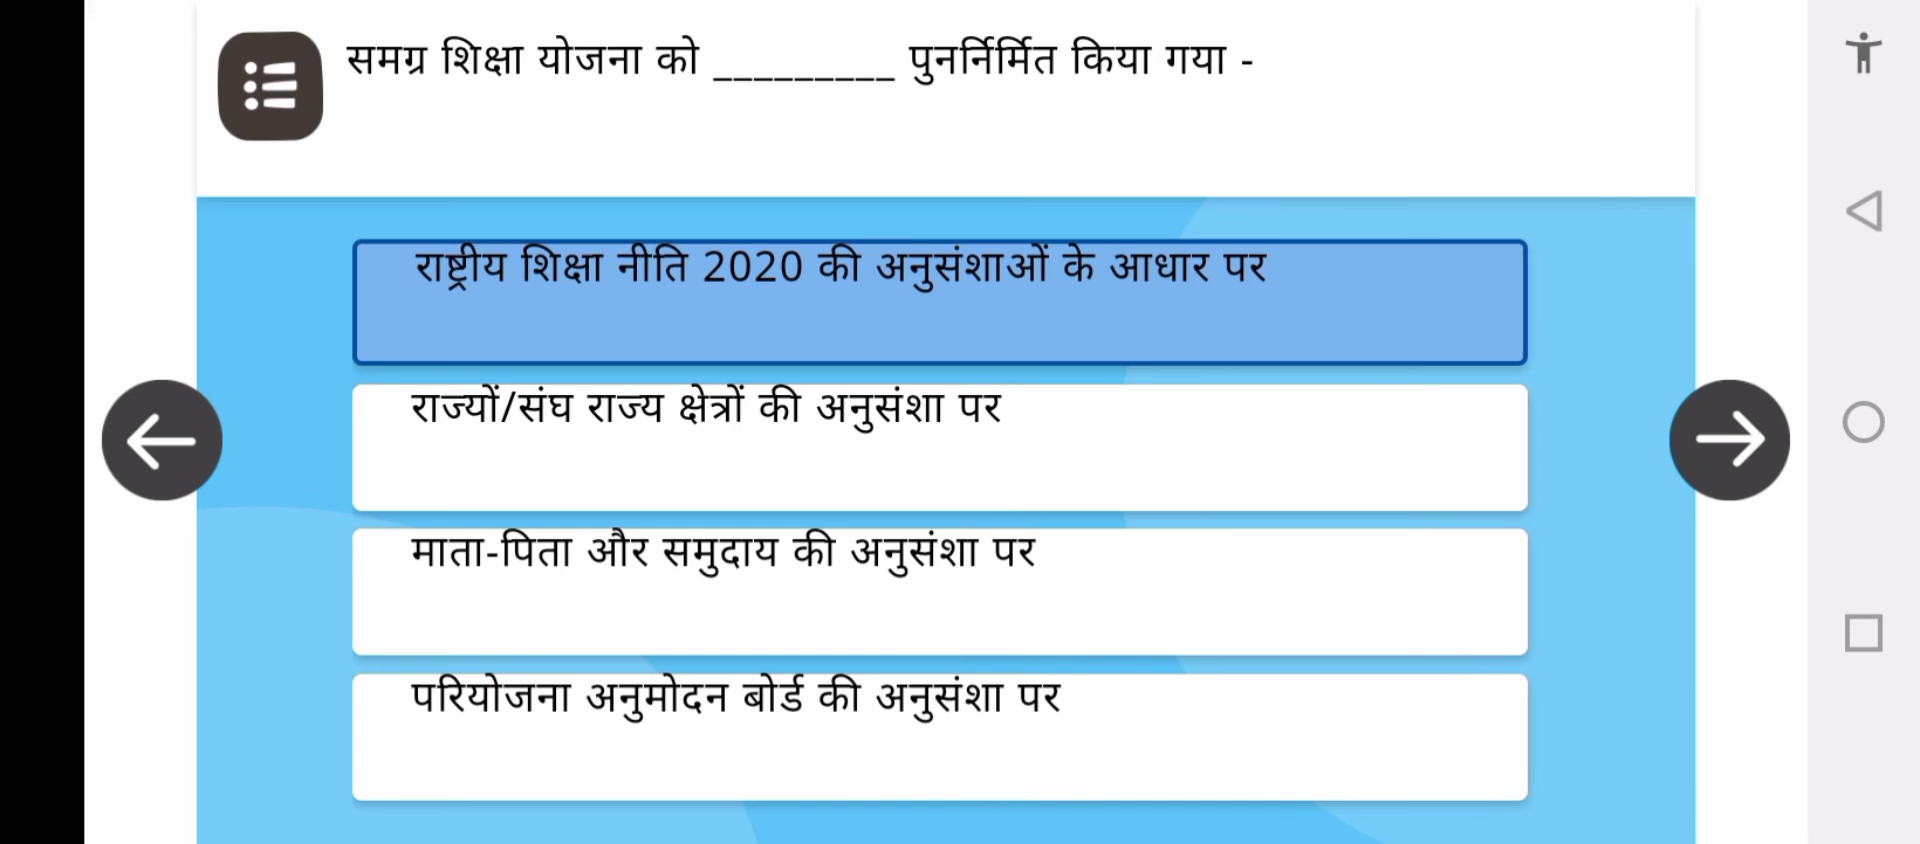 समग्र शिक्षा योजना को _________ पुनर्निर्मित किया गया -
राष्ट्रीय शिक्षा नीति 2020 की अनुसंशाओं के आधार पर
राज्यों/संघ राज्य क्षेत्रों की अनुसंशा पर
माता-पिता और समुदाय की अनुसंशा पर
परियोजना अनुमोदन बोर्ड की अनुसंशा पर